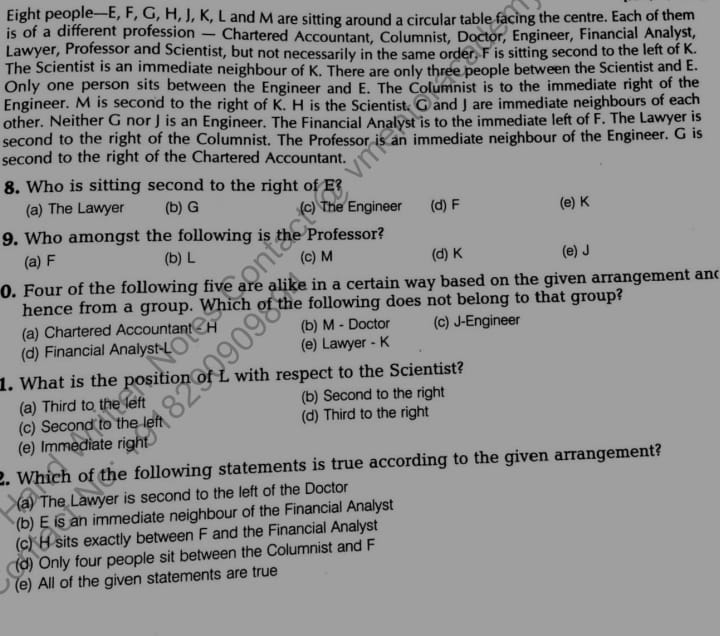 Eight people—E, F, G, H, J, K, L and M are sitting around a circular table facing the centre. Each of them
is of a different profession — Chartered Accountant, Columnist, Doctor, Engineer, Financial Analyst,
Lawyer, Professor and Scientist, but not necessarily in the same order. F is sitting second to the left of K.
The Scientist is an immediate neighbour of K. There are only three people between the Scientist and E.
Only one person sits between the Engineer and E. The Columnist is to the immediate right of the
Engineer. M is second to the right of K. H is the Scientist. G and J are immediate neighbours of each
other. Neither G nor J is an Engineer. The Financial Analyst is to the immediate left of F. The Lawyer is
second to the right of the Columnist. The Professor is an immediate neighbour of the Engineer. G is
second to the right of the Chartered Accountant.
8. Who is sitting second to the right of E?
(a) The Lawyer (b) G (c) The Engineer (d) F (e) K
9. Who amongst the following is the Professor?
(a) F (b) L (c) M (d) K (e) J
0. Four of the following five are alike in a certain way based on the given arrangement and
hence from a group. Which of the following does not belong to that group?
(a) Chartered Accountant - H (b) M - Doctor (c) J-Engineer
(d) Financial Analyst-L (e) Lawyer - K
1. What is the position of L with respect to the Scientist?
(a) Third to the left (b) Second to the right
(c) Second to the left (d) Third to the right
(e) Immediate right
2. Which of the following statements is true according to the given arrangement?
(a) The Lawyer is second to the left of the Doctor
(b) E is an immediate neighbour of the Financial Analyst
(c) H sits exactly between F and the Financial Analyst
(d) Only four people sit between the Columnist and F
(e) All of the given statements are true